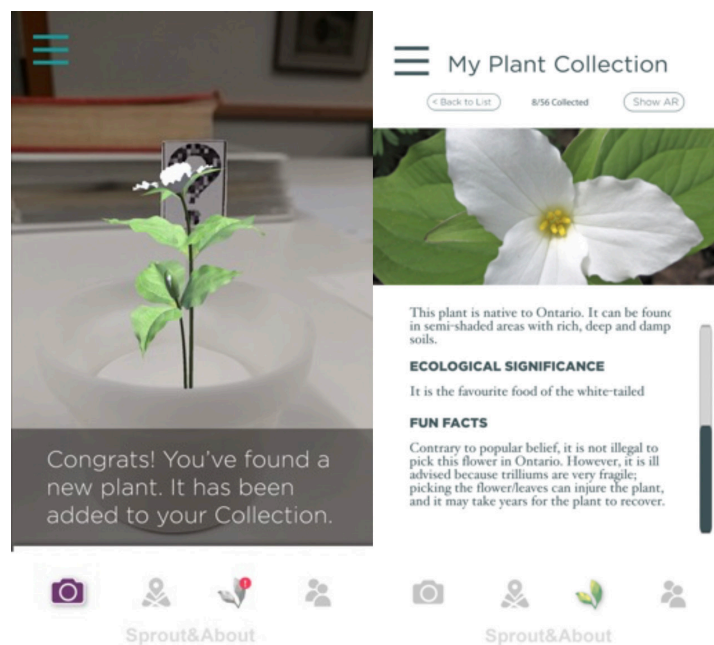 Congrats! You've found a
new plant. It has been
added to your Collection.
Sprout&About
My Plant Collection
< Back to List
8/56 Collected
Show AR
This plant is native to Ontario. It can be found
in semi-shaded areas with rich, deep and damp
soils.
ECOLOGICAL SIGNIFICANCE
It is the favourite food of the white-tailed
FUN FACTS
Contrary to popular belief, it is not illegal to
pick this flower in Ontario. However, it is ill
advised because trilliums are very fragile;
picking the flower/leaves can injure the plant,
and it may take years for the plant to recover.
Sprout&About